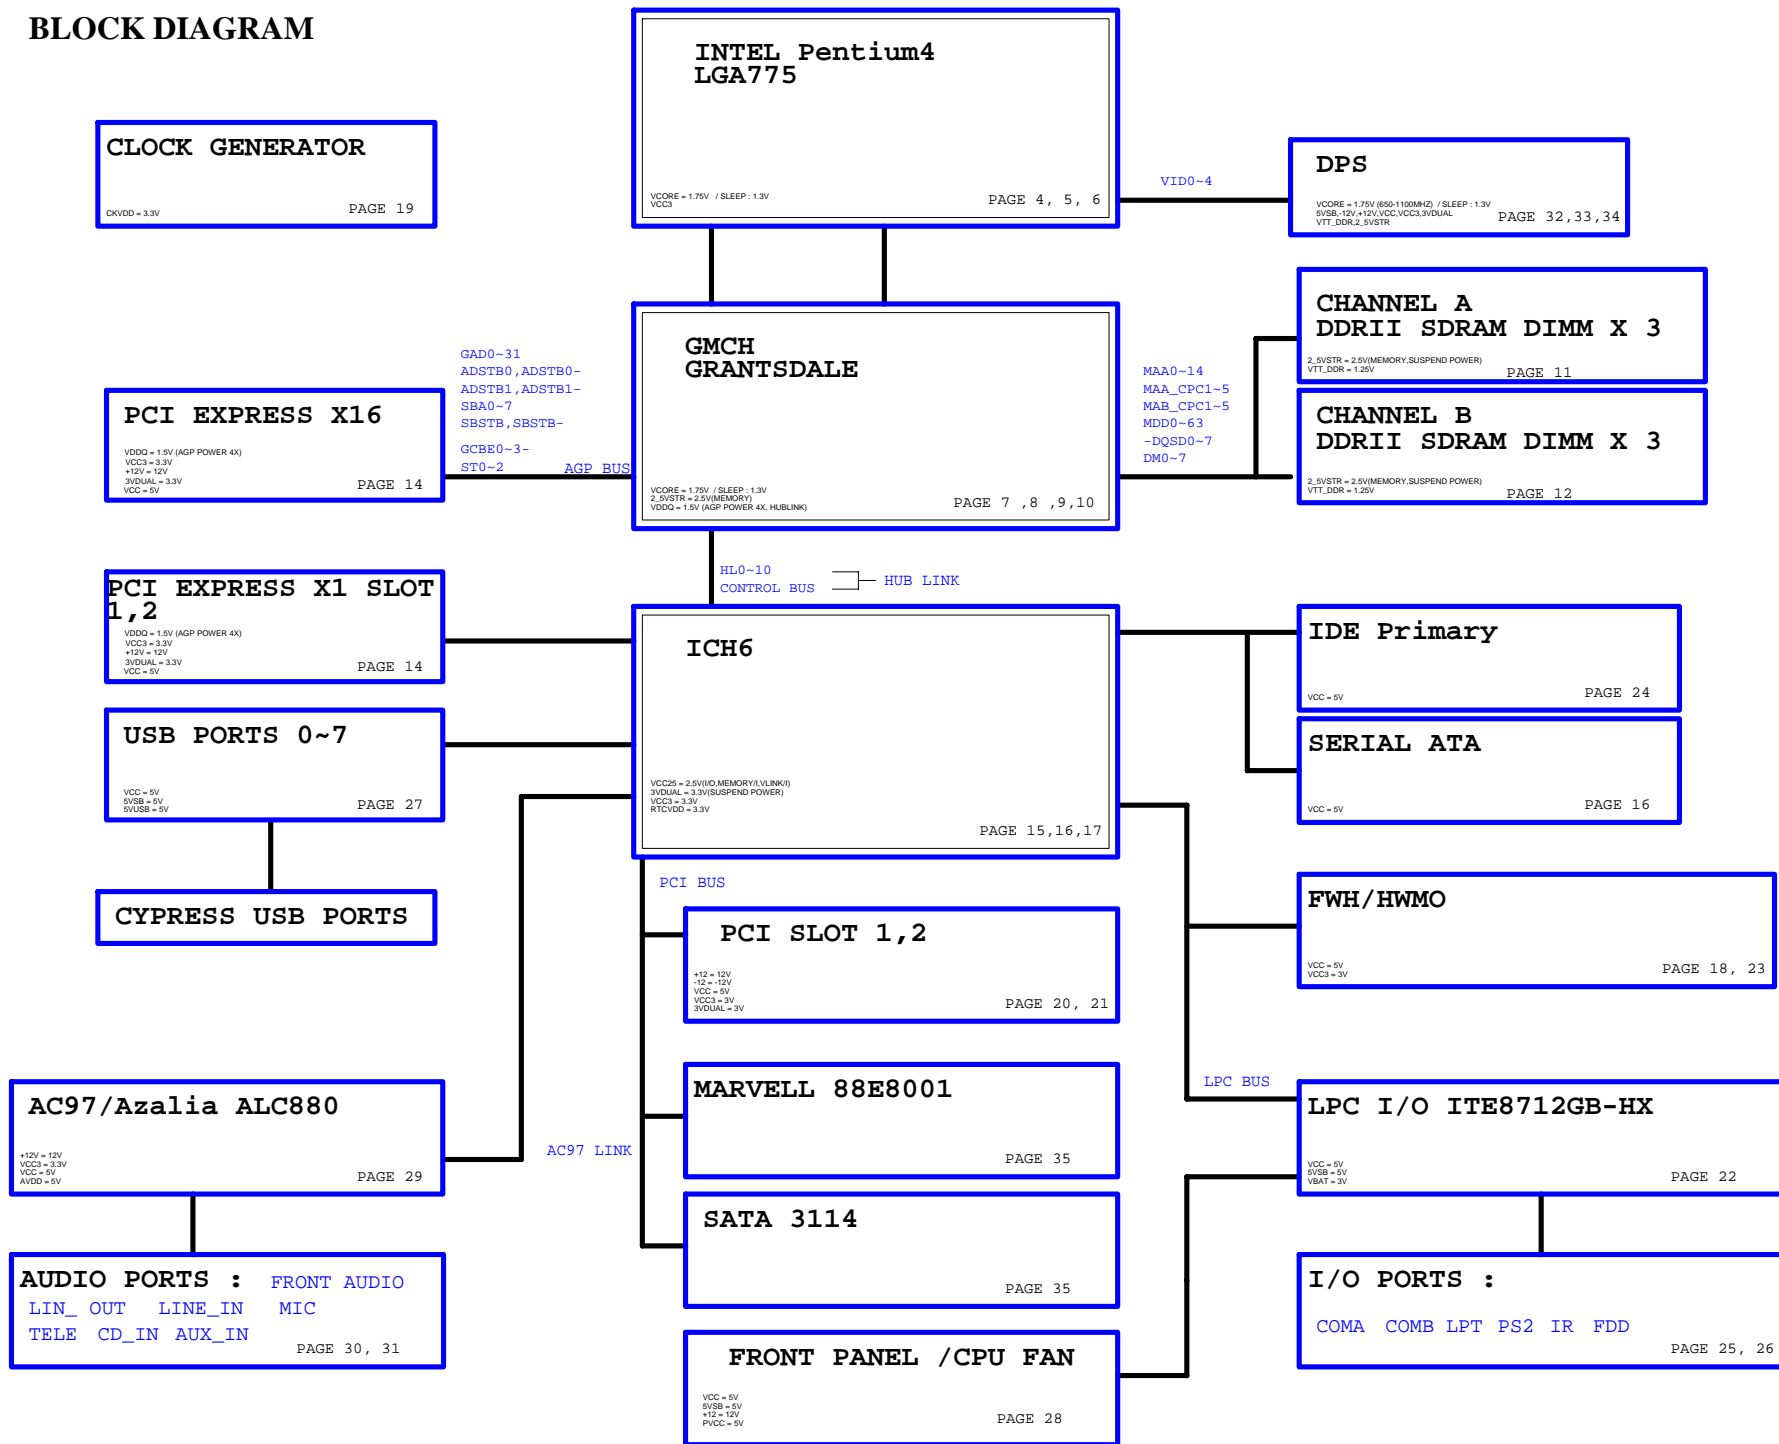 BLOCK DIAGRAM
INTEL Pentium4
LGA775
VCORE = 1.75V / SLEEP : 1.3V
VCC3
PAGE 4, 5, 6
CLOCK GENERATOR
CKVDD = 3.3V
PAGE 19
VID0~4
DPS
VCORE = 1.75V (650-1100MHZ) / SLEEP : 1.3V
5VSB,-12V,+12V,VCC,VCC3,3VDUAL
VTT_DDR,2_5VSTR
PAGE 32,33,34
CHANNEL A
DDRII SDRAM DIMM X 3
2_5VSTR = 2.5V(MEMORY,SUSPEND POWER)
VTT_DDR = 1.25V
PAGE 11
CHANNEL B
DDRII SDRAM DIMM X 3
2_5VSTR = 2.5V(MEMORY,SUSPEND POWER)
VTT_DDR = 1.25V
PAGE 12
GMCH
GRANTSDALE
VCORE = 1.75V / SLEEP : 1.3V
2_5VSTR = 2.5V(MEMORY)
VDDQ = 1.5V (AGP POWER 4X, HUBLINK)
PAGE 7 ,8 ,9,10
GAD0~31
ADSTB0,ADSTB0-
ADSTB1,ADSTB1-
SBA0~7
SBSTB,SBSTB-
GCBE0~3-
ST0~2
AGP BUS
MAA0~14
MAA_CPC1~5
MAB_CPC1~5
MDD0~63
-DQSD0~7
DM0~7
PCI EXPRESS X16
VDDQ = 1.5V (AGP POWER 4X)
VCC3 = 3.3V
+12V = 12V
3VDUAL = 3.3V
VCC = 5V
PAGE 14
HL0~10
CONTROL BUS
HUB LINK
PCI EXPRESS X1 SLOT
1,2
VDDQ = 1.5V (AGP POWER 4X)
VCC3 = 3.3V
+12V = 12V
3VDUAL = 3.3V
VCC = 5V
PAGE 14
ICH6
VCC25 = 2.5V(I/O,MEMORY/I,VLINK/I)
3VDUAL = 3.3V(SUSPEND POWER)
VCC3 = 3.3V
RTCVDD = 3.3V
PAGE 15,16,17
IDE Primary
VCC = 5V
PAGE 24
SERIAL ATA
VCC = 5V
PAGE 16
USB PORTS 0~7
VCC = 5V
5VSB = 5V
5VUSB = 5V
PAGE 27
CYPRESS USB PORTS
PCI BUS
PCI SLOT 1,2
+12 = 12V
-12 = -12V
VCC = 5V
VCC3 = 3V
3VDUAL = 3V
PAGE 20, 21
FWH/HWMO
VCC = 5V
VCC3 = 3V
PAGE 18, 23
MARVELL 88E8001
PAGE 35
LPC BUS
LPC I/O ITE8712GB-HX
VCC = 5V
5VSB = 5V
VBAT = 3V
PAGE 22
AC97/Azalia ALC880
+12V = 12V
VCC3 = 3.3V
VCC = 5V
AVDD = 5V
PAGE 29
AC97 LINK
SATA 3114
PAGE 35
AUDIO PORTS : FRONT AUDIO
LIN_ OUT LINE_IN MIC
TELE CD_IN AUX_IN
PAGE 30, 31
I/O PORTS :
COMA COMB LPT PS2 IR FDD
PAGE 25, 26
FRONT PANEL /CPU FAN
VCC = 5V
5VSB = 5V
+12 = 12V
PVCC = 5V
PAGE 28